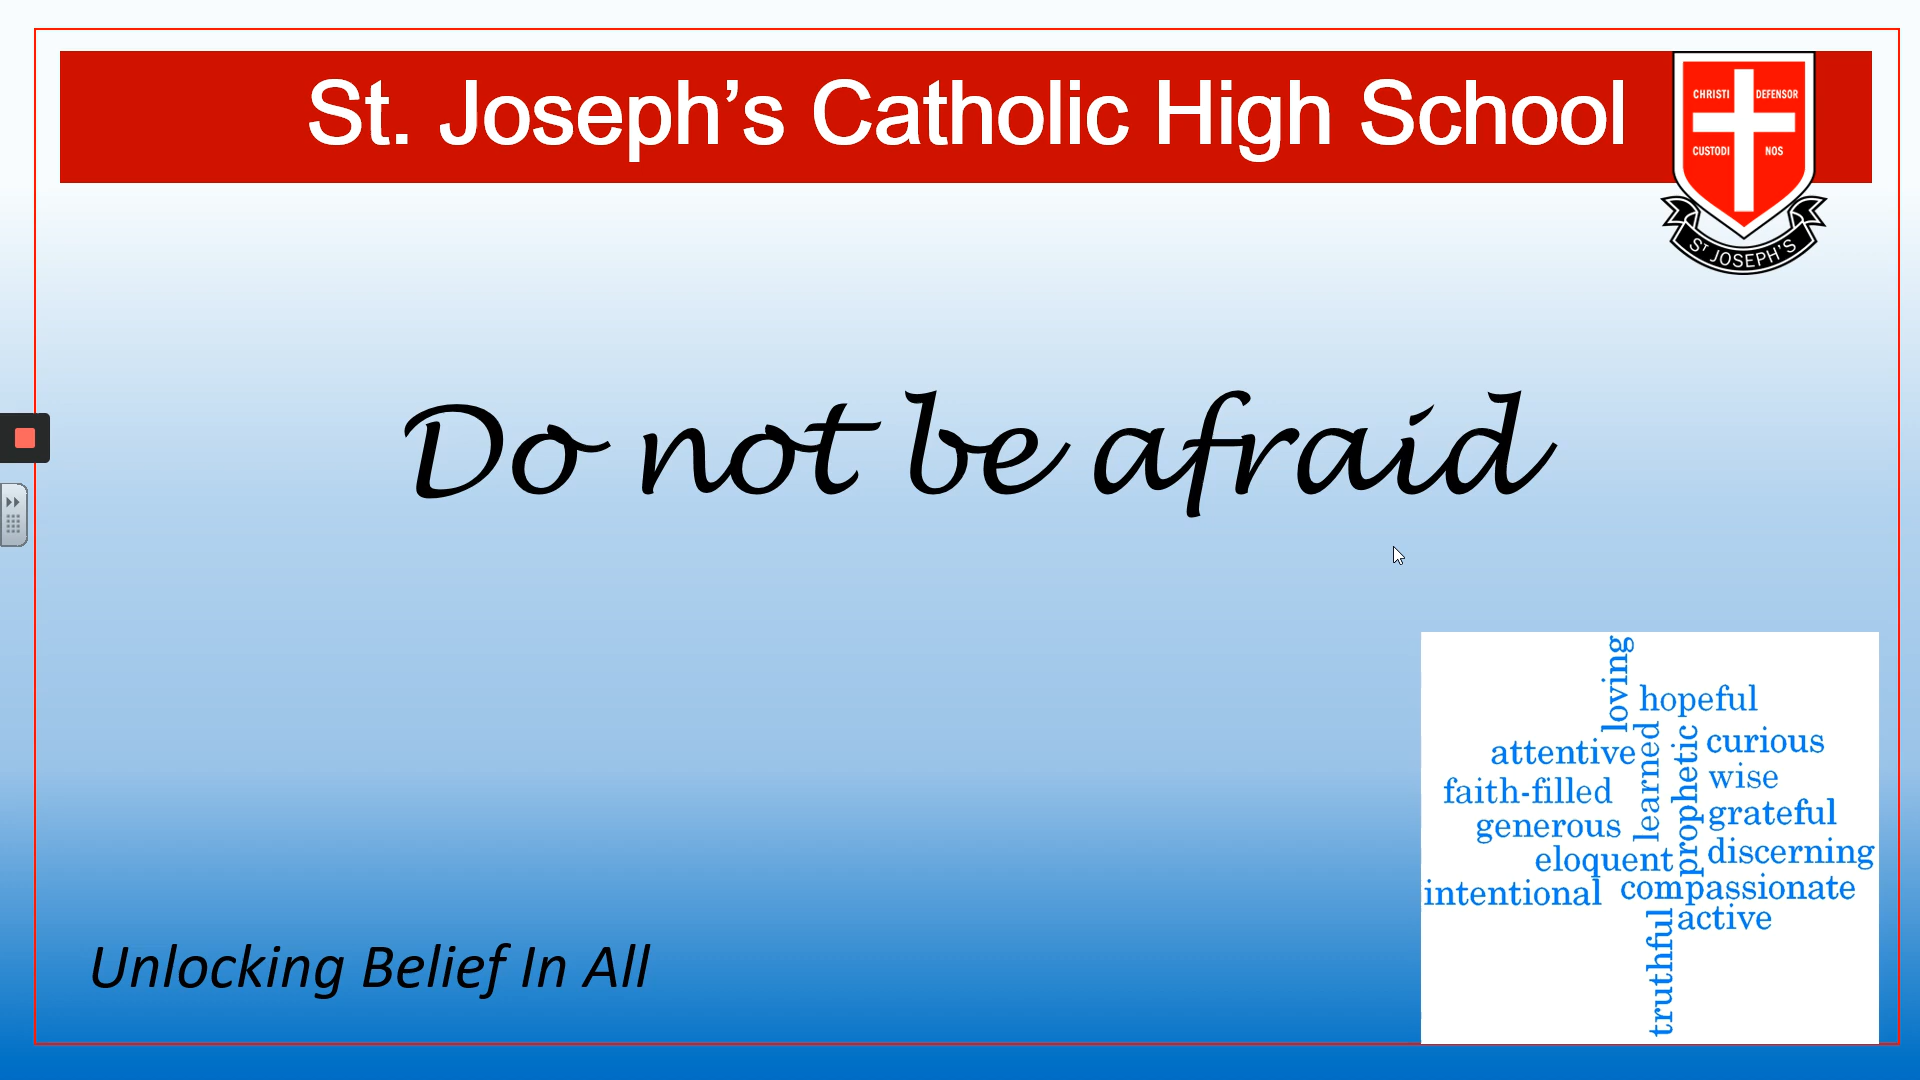 St. Joseph’s Catholic High School
CHRISTI DEFENSOR
CUSTODI NOS
ST JOSEPH'S
Do not be afraid
loving
hopeful
attentive
learned
prophetic
curious
faith-filled
wise
generous
grateful
eloquent
discerning
intentional
compassionate
active
truthful
Unlocking Belief In All